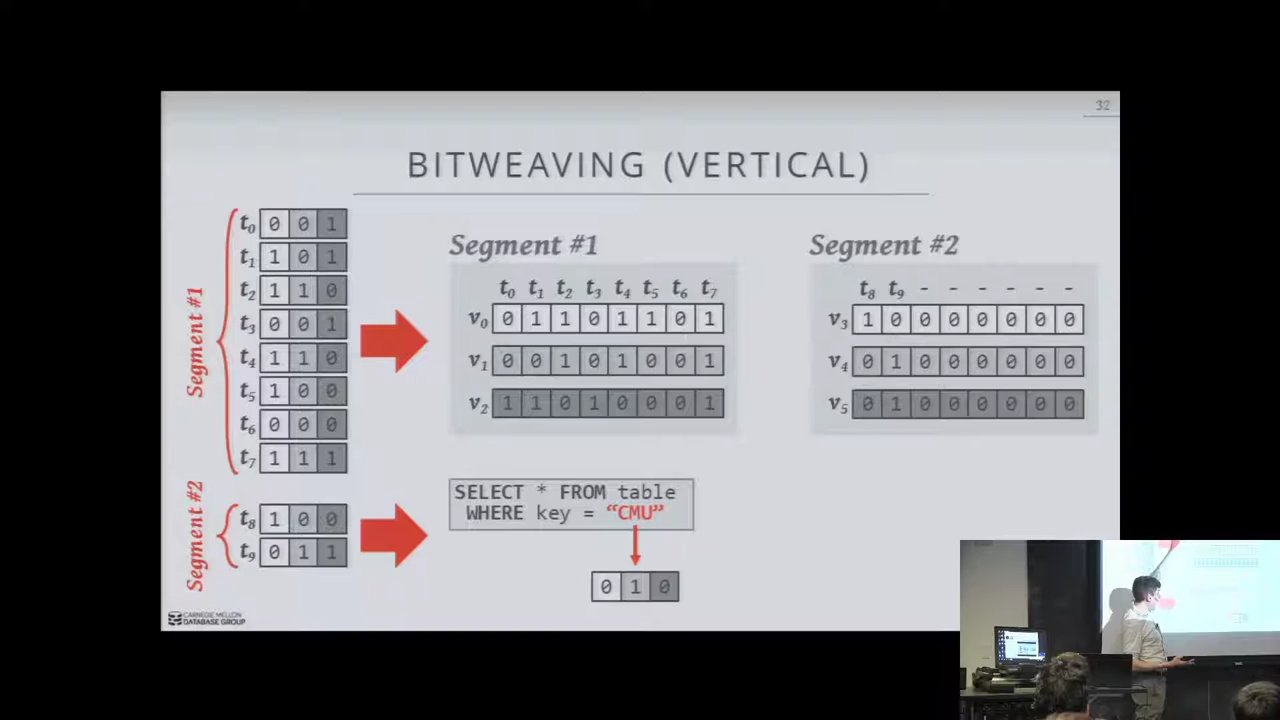 32
BITWEAVING (VERTICAL)
Segment #1
t0 0 0 1
t1 1 0 1
t2 1 1 0
t3 0 0 1
t4 1 1 0
t5 1 0 0
t6 0 0 0
t7 1 1 1
Segment #2
t8 1 0 0
t9 0 1 1
Segment #1
t0 t1 t2 t3 t4 t5 t6 t7
v0 0 1 1 0 1 1 0 1
v1 0 0 1 0 1 0 0 1
v2 1 1 0 1 0 0 0 1
Segment #2
t8 t9 - - - - - -
v3 1 0 0 0 0 0 0 0
v4 0 1 0 0 0 0 0 0
v5 0 1 0 0 0 0 0 0
SELECT * FROM table
WHERE key = “CMU”
0 1 0
CARNEGIE MELLON
DATABASE GROUP